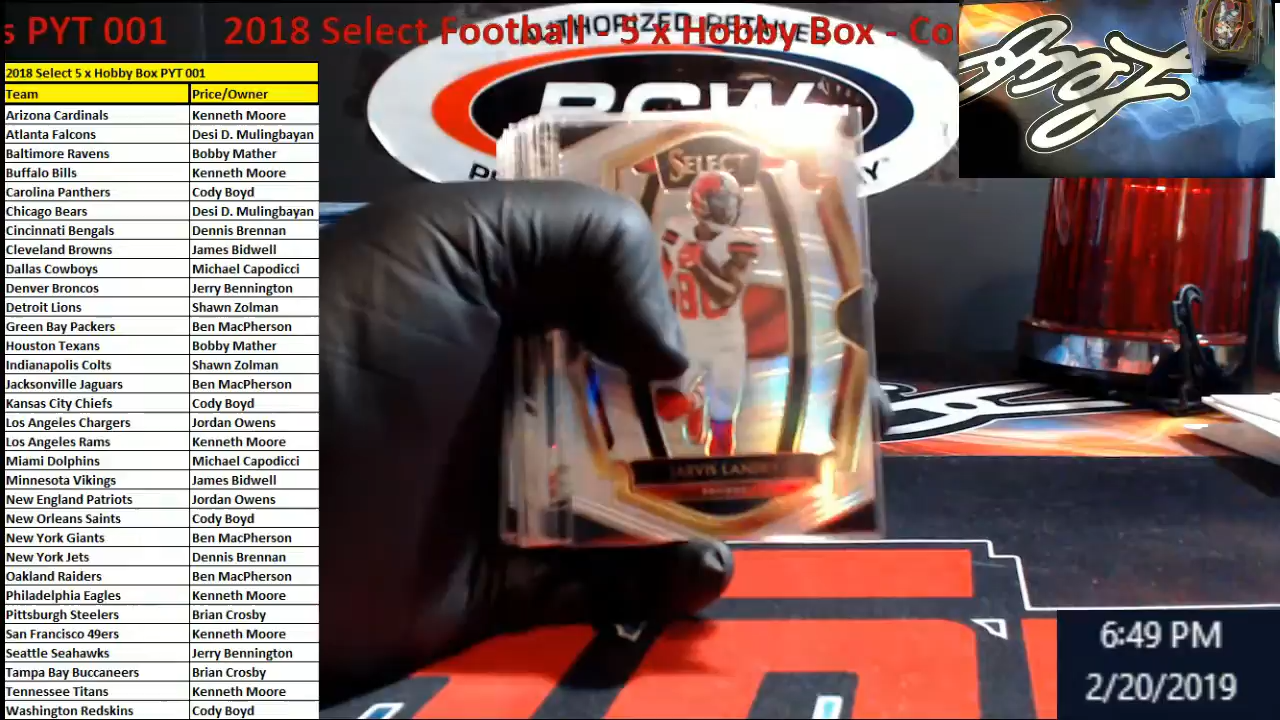 s PYT 001 2018 Select Football - 5 x Hobby Box - Co
AUTHORIZED RETAILER
BCW
2018 Select 5 x Hobby Box PYT 001
Team Price/Owner
Arizona Cardinals Kenneth Moore
Atlanta Falcons Desi D. Mulingbayan
Baltimore Ravens Bobby Mather
Buffalo Bills Kenneth Moore
Carolina Panthers Cody Boyd
Chicago Bears Desi D. Mulingbayan
Cincinnati Bengals Dennis Brennan
Cleveland Browns James Bidwell
Dallas Cowboys Michael Capodicci
Denver Broncos Jerry Bennington
Detroit Lions Shawn Zolman
Green Bay Packers Ben MacPherson
Houston Texans Bobby Mather
Indianapolis Colts Shawn Zolman
Jacksonville Jaguars Ben MacPherson
Kansas City Chiefs Cody Boyd
Los Angeles Chargers Jordan Owens
Los Angeles Rams Kenneth Moore
Miami Dolphins Michael Capodicci
Minnesota Vikings James Bidwell
New England Patriots Jordan Owens
New Orleans Saints Cody Boyd
New York Giants Ben MacPherson
New York Jets Dennis Brennan
Oakland Raiders Ben MacPherson
Philadelphia Eagles Kenneth Moore
Pittsburgh Steelers Brian Crosby
San Francisco 49ers Kenneth Moore
Seattle Seahawks Jerry Bennington
Tampa Bay Buccaneers Brian Crosby
Tennessee Titans Kenneth Moore
Washington Redskins Cody Boyd
SELECT
80
JARVIS LANDRY
6:49 PM
2/20/2019